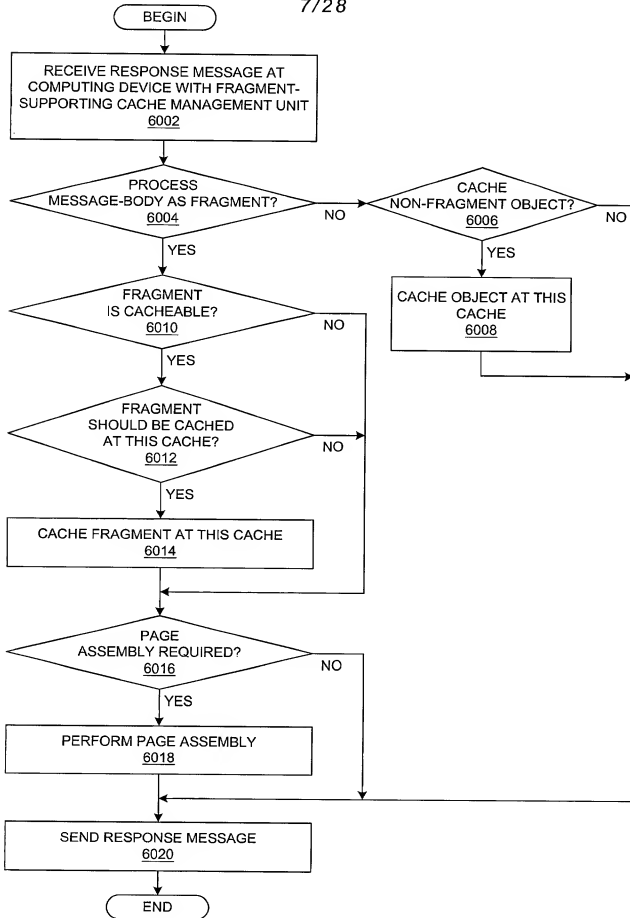 7/28
BEGIN
RECEIVE RESPONSE MESSAGE AT
COMPUTING DEVICE WITH FRAGMENT-
SUPPORTING CACHE MANAGEMENT UNIT
6002
PROCESS
MESSAGE-BODY AS FRAGMENT?
6004
NO
YES
CACHE
NON-FRAGMENT OBJECT?
6006
NO
YES
CACHE OBJECT AT THIS
CACHE
6008
FRAGMENT
IS CACHEABLE?
6010
NO
YES
FRAGMENT
SHOULD BE CACHED
AT THIS CACHE?
6012
NO
YES
CACHE FRAGMENT AT THIS CACHE
6014
PAGE
ASSEMBLY REQUIRED?
6016
NO
YES
PERFORM PAGE ASSEMBLY
6018
SEND RESPONSE MESSAGE
6020
END